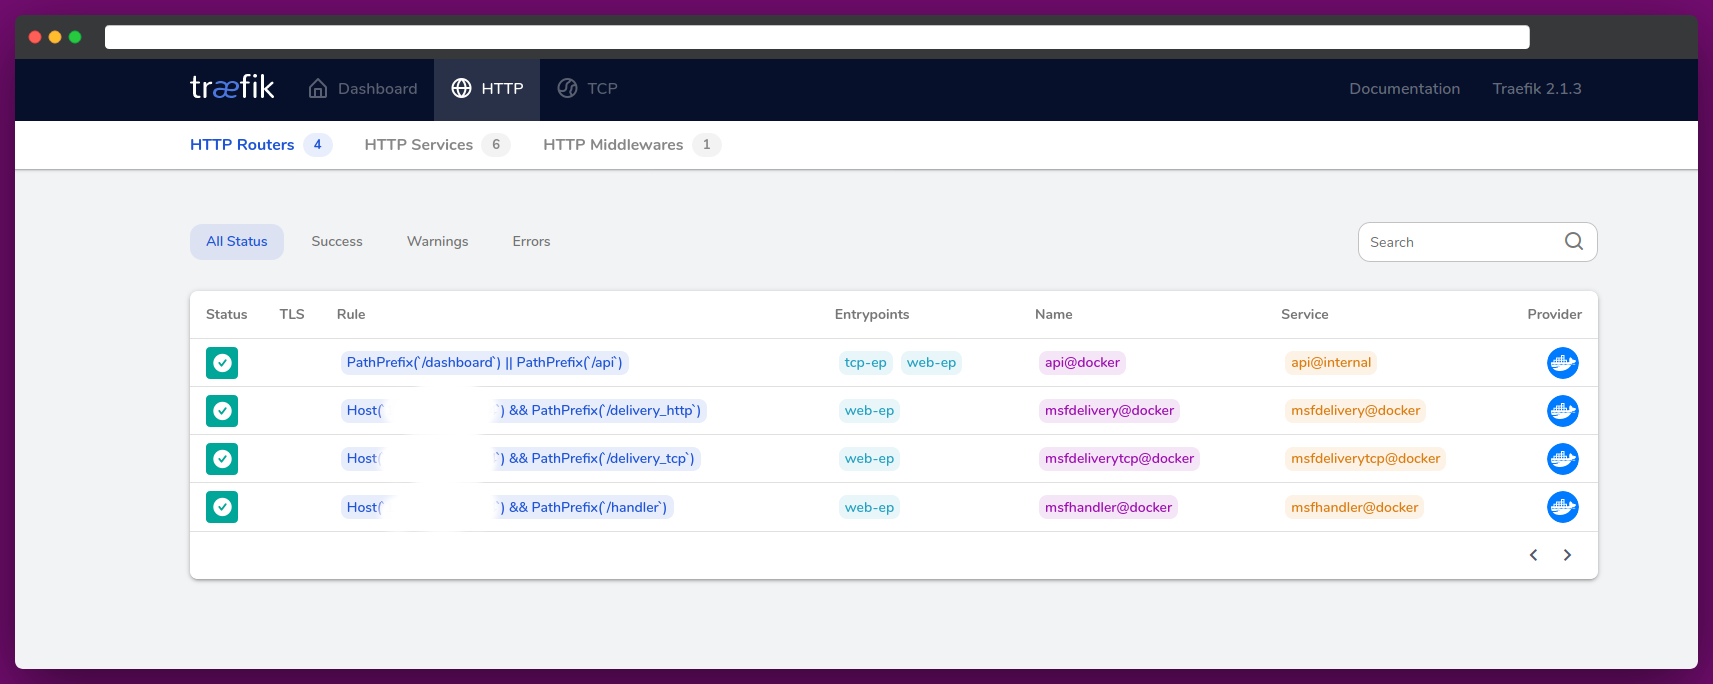 træfik Dashboard HTTP TCP Documentation Traefik 2.1.3
HTTP Routers 4 HTTP Services 6 HTTP Middlewares 1
All Status Success Warnings Errors Search
Status TLS Rule Entrypoints Name Service Provider
PathPrefix(`/dashboard`) || PathPrefix(`/api`) tcp-ep web-ep api@docker api@internal
Host(` `) && PathPrefix(`/delivery_http`) web-ep msfdelivery@docker msfdelivery@docker
Host( `) && PathPrefix(`/delivery_tcp`) web-ep msfdeliverytcp@docker msfdeliverytcp@docker
Host(` `) && PathPrefix(`/handler`) web-ep msfhandler@docker msfhandler@docker